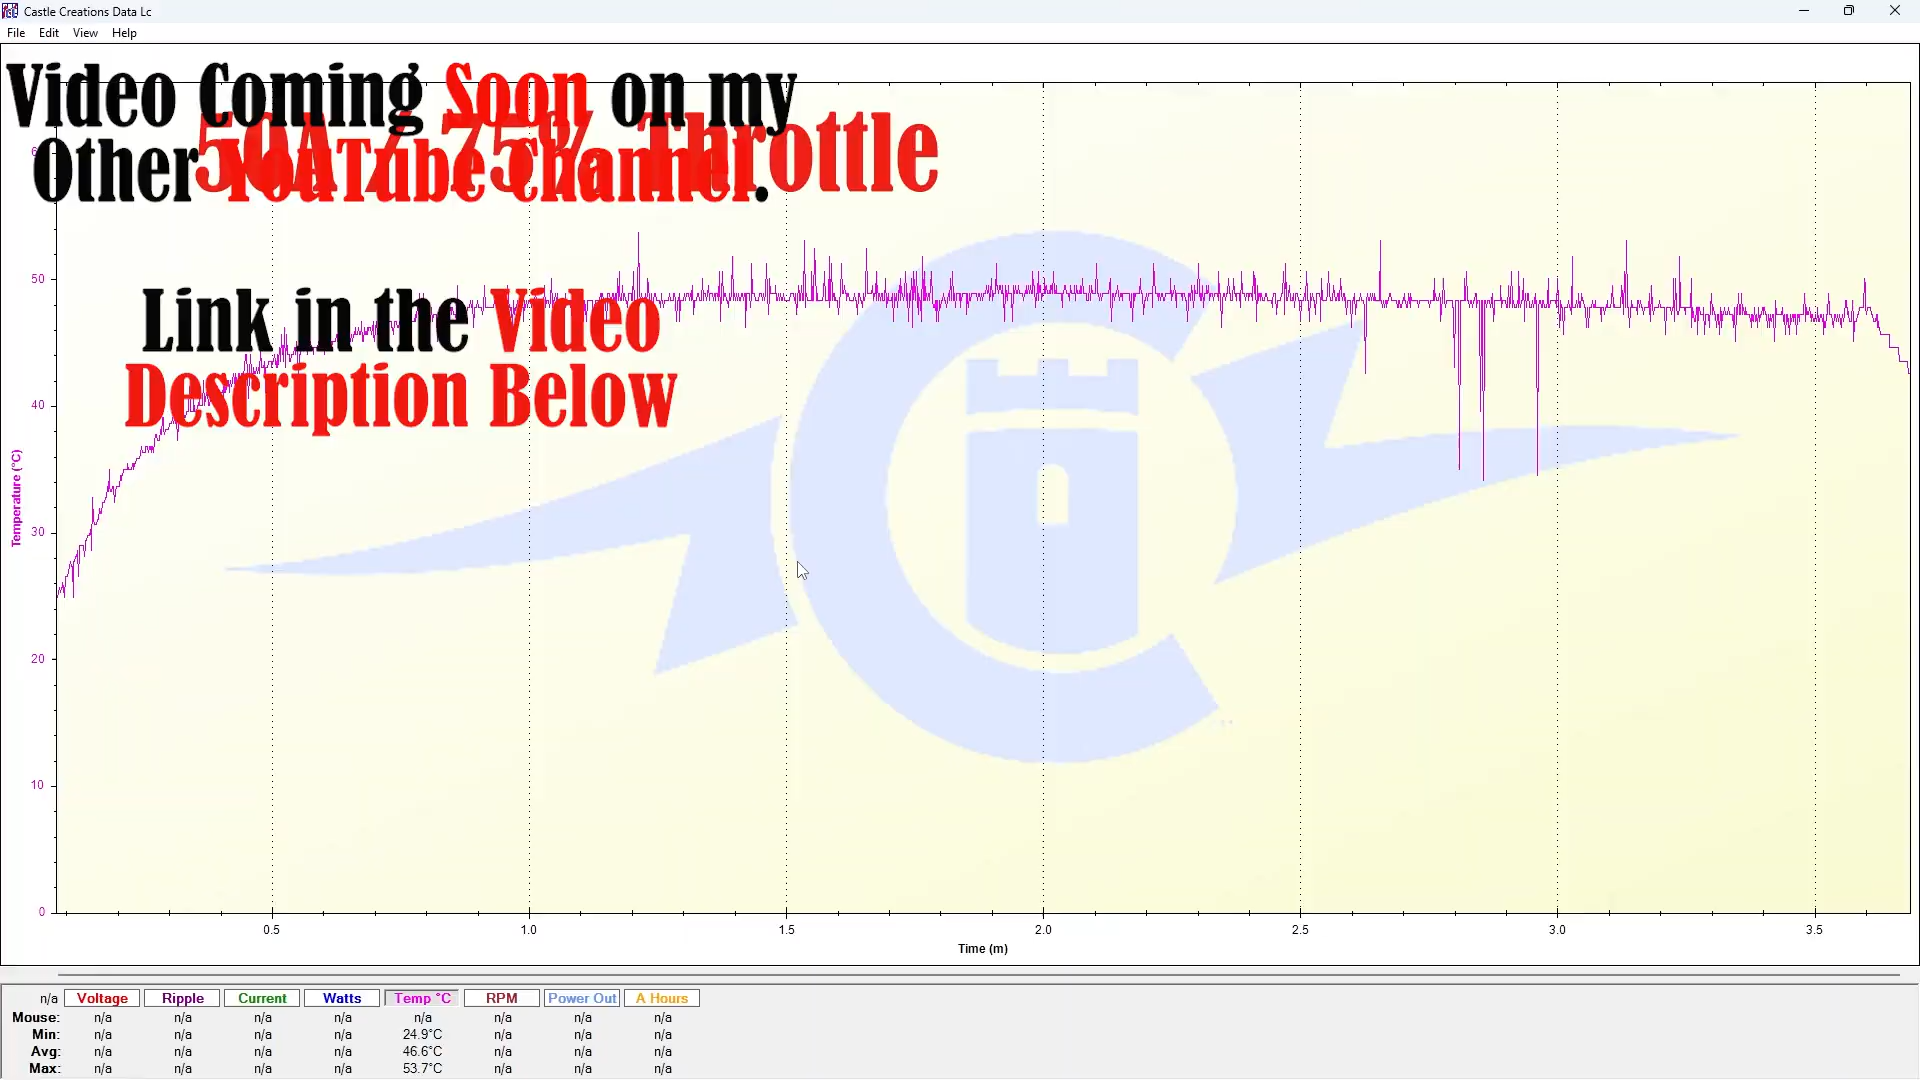 Castle Creations Data Lc
File Edit View Help
Video Coming Soon on my
50A / 75% Throttle
Other YouTube Channel.
Link in the Video
Description Below
50
40
30
20
10
0
Temperature (°C)
0.5 1.0 1.5 2.0 2.5 3.0 3.5
Time (m)
n/a Voltage Ripple Current Watts Temp °C RPM Power Out A Hours
Mouse: n/a n/a n/a n/a n/a n/a n/a n/a
Min: n/a n/a n/a n/a 24.9°C n/a n/a n/a
Avg: n/a n/a n/a n/a 46.6°C n/a n/a n/a
Max: n/a n/a n/a n/a 53.7°C n/a n/a n/a